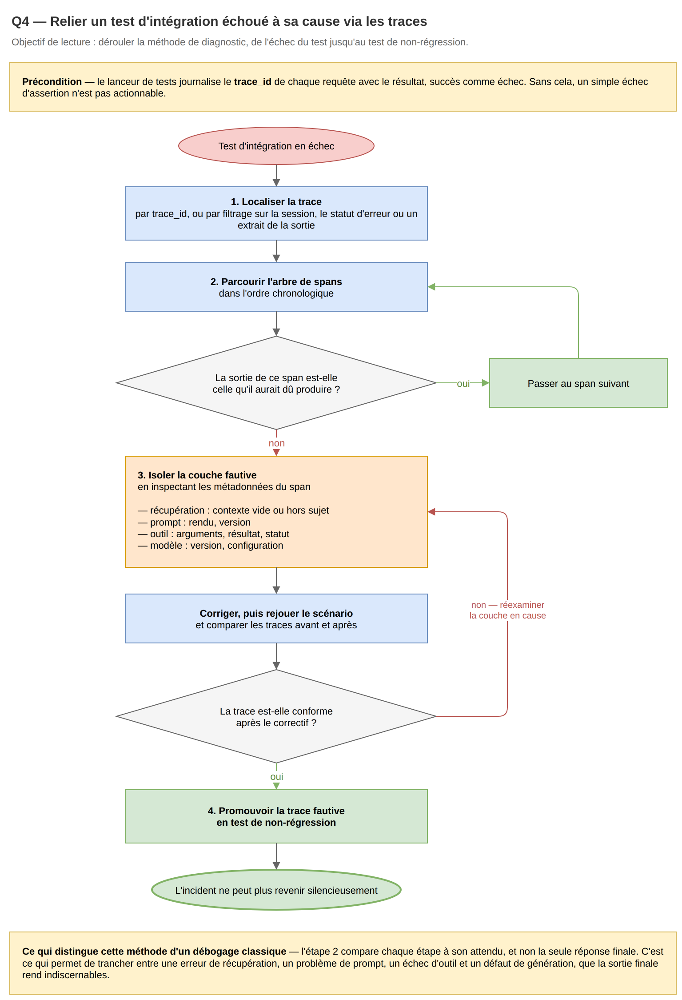 Q4 — Relier un test d'intégration échoué à sa cause via les traces
Objectif de lecture : dérouler la méthode de diagnostic, de l'échec du test jusqu'au test de non-régression.
Précondition — le lanceur de tests journalise le trace_id de chaque requête avec le résultat, succès comme échec. Sans cela, un simple échec
d'assertion n'est pas actionnable.
Test d'intégration en échec
1. Localiser la trace
par trace_id, ou par filtrage sur la session, le statut d'erreur ou un
extrait de la sortie
2. Parcourir l'arbre de spans
dans l'ordre chronologique
La sortie de ce span est-elle
celle qu'il aurait dû produire ?
oui
Passer au span suivant
non
3. Isoler la couche fautive
en inspectant les métadonnées du span
— récupération : contexte vide ou hors sujet
— prompt : rendu, version
— outil : arguments, résultat, statut
— modèle : version, configuration
non — réexaminer
la couche en cause
Corriger, puis rejouer le scénario
et comparer les traces avant et après
La trace est-elle conforme
après le correctif ?
oui
4. Promouvoir la trace fautive
en test de non-régression
L'incident ne peut plus revenir silencieusement
Ce qui distingue cette méthode d'un débogage classique — l'étape 2 compare chaque étape à son attendu, et non la seule réponse finale. C'est
ce qui permet de trancher entre une erreur de récupération, un problème de prompt, un échec d'outil et un défaut de génération, que la sortie finale
rend indiscernables.